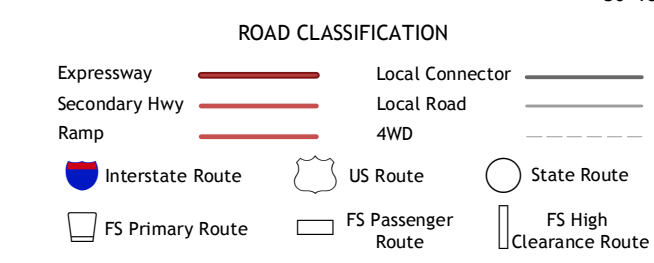 ROAD CLASSIFICATION
Expressway
Local Connector
Secondary Hwy
Local Road
Ramp
4WD
Interstate Route
US Route
State Route
FS Primary Route
FS Passenger
Route
FS High
Clearance Route